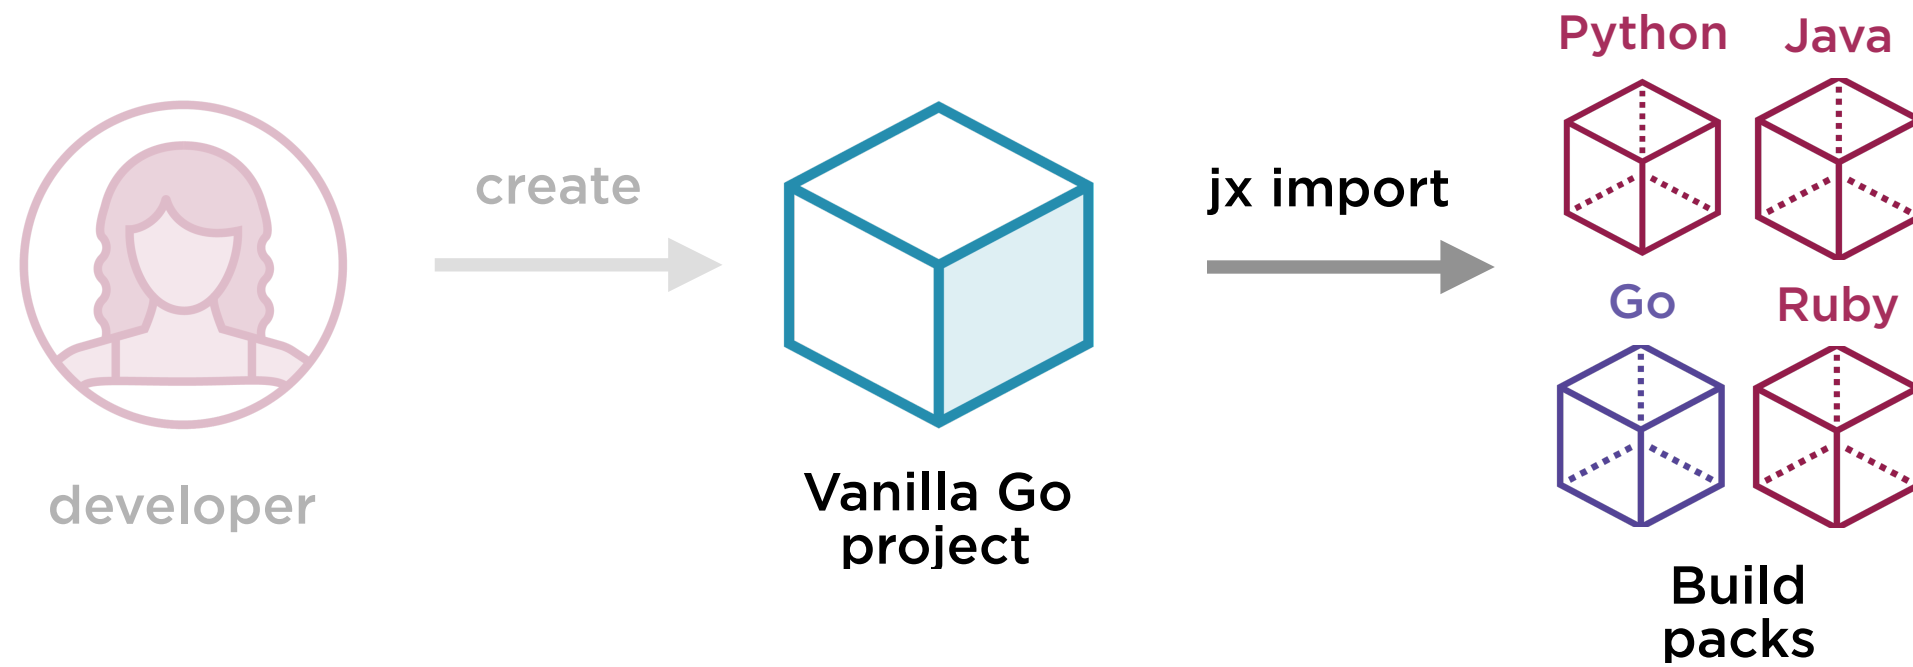 developer
create
Vanilla Go
project
jx import
Python
Java
Go
Ruby
Build
packs